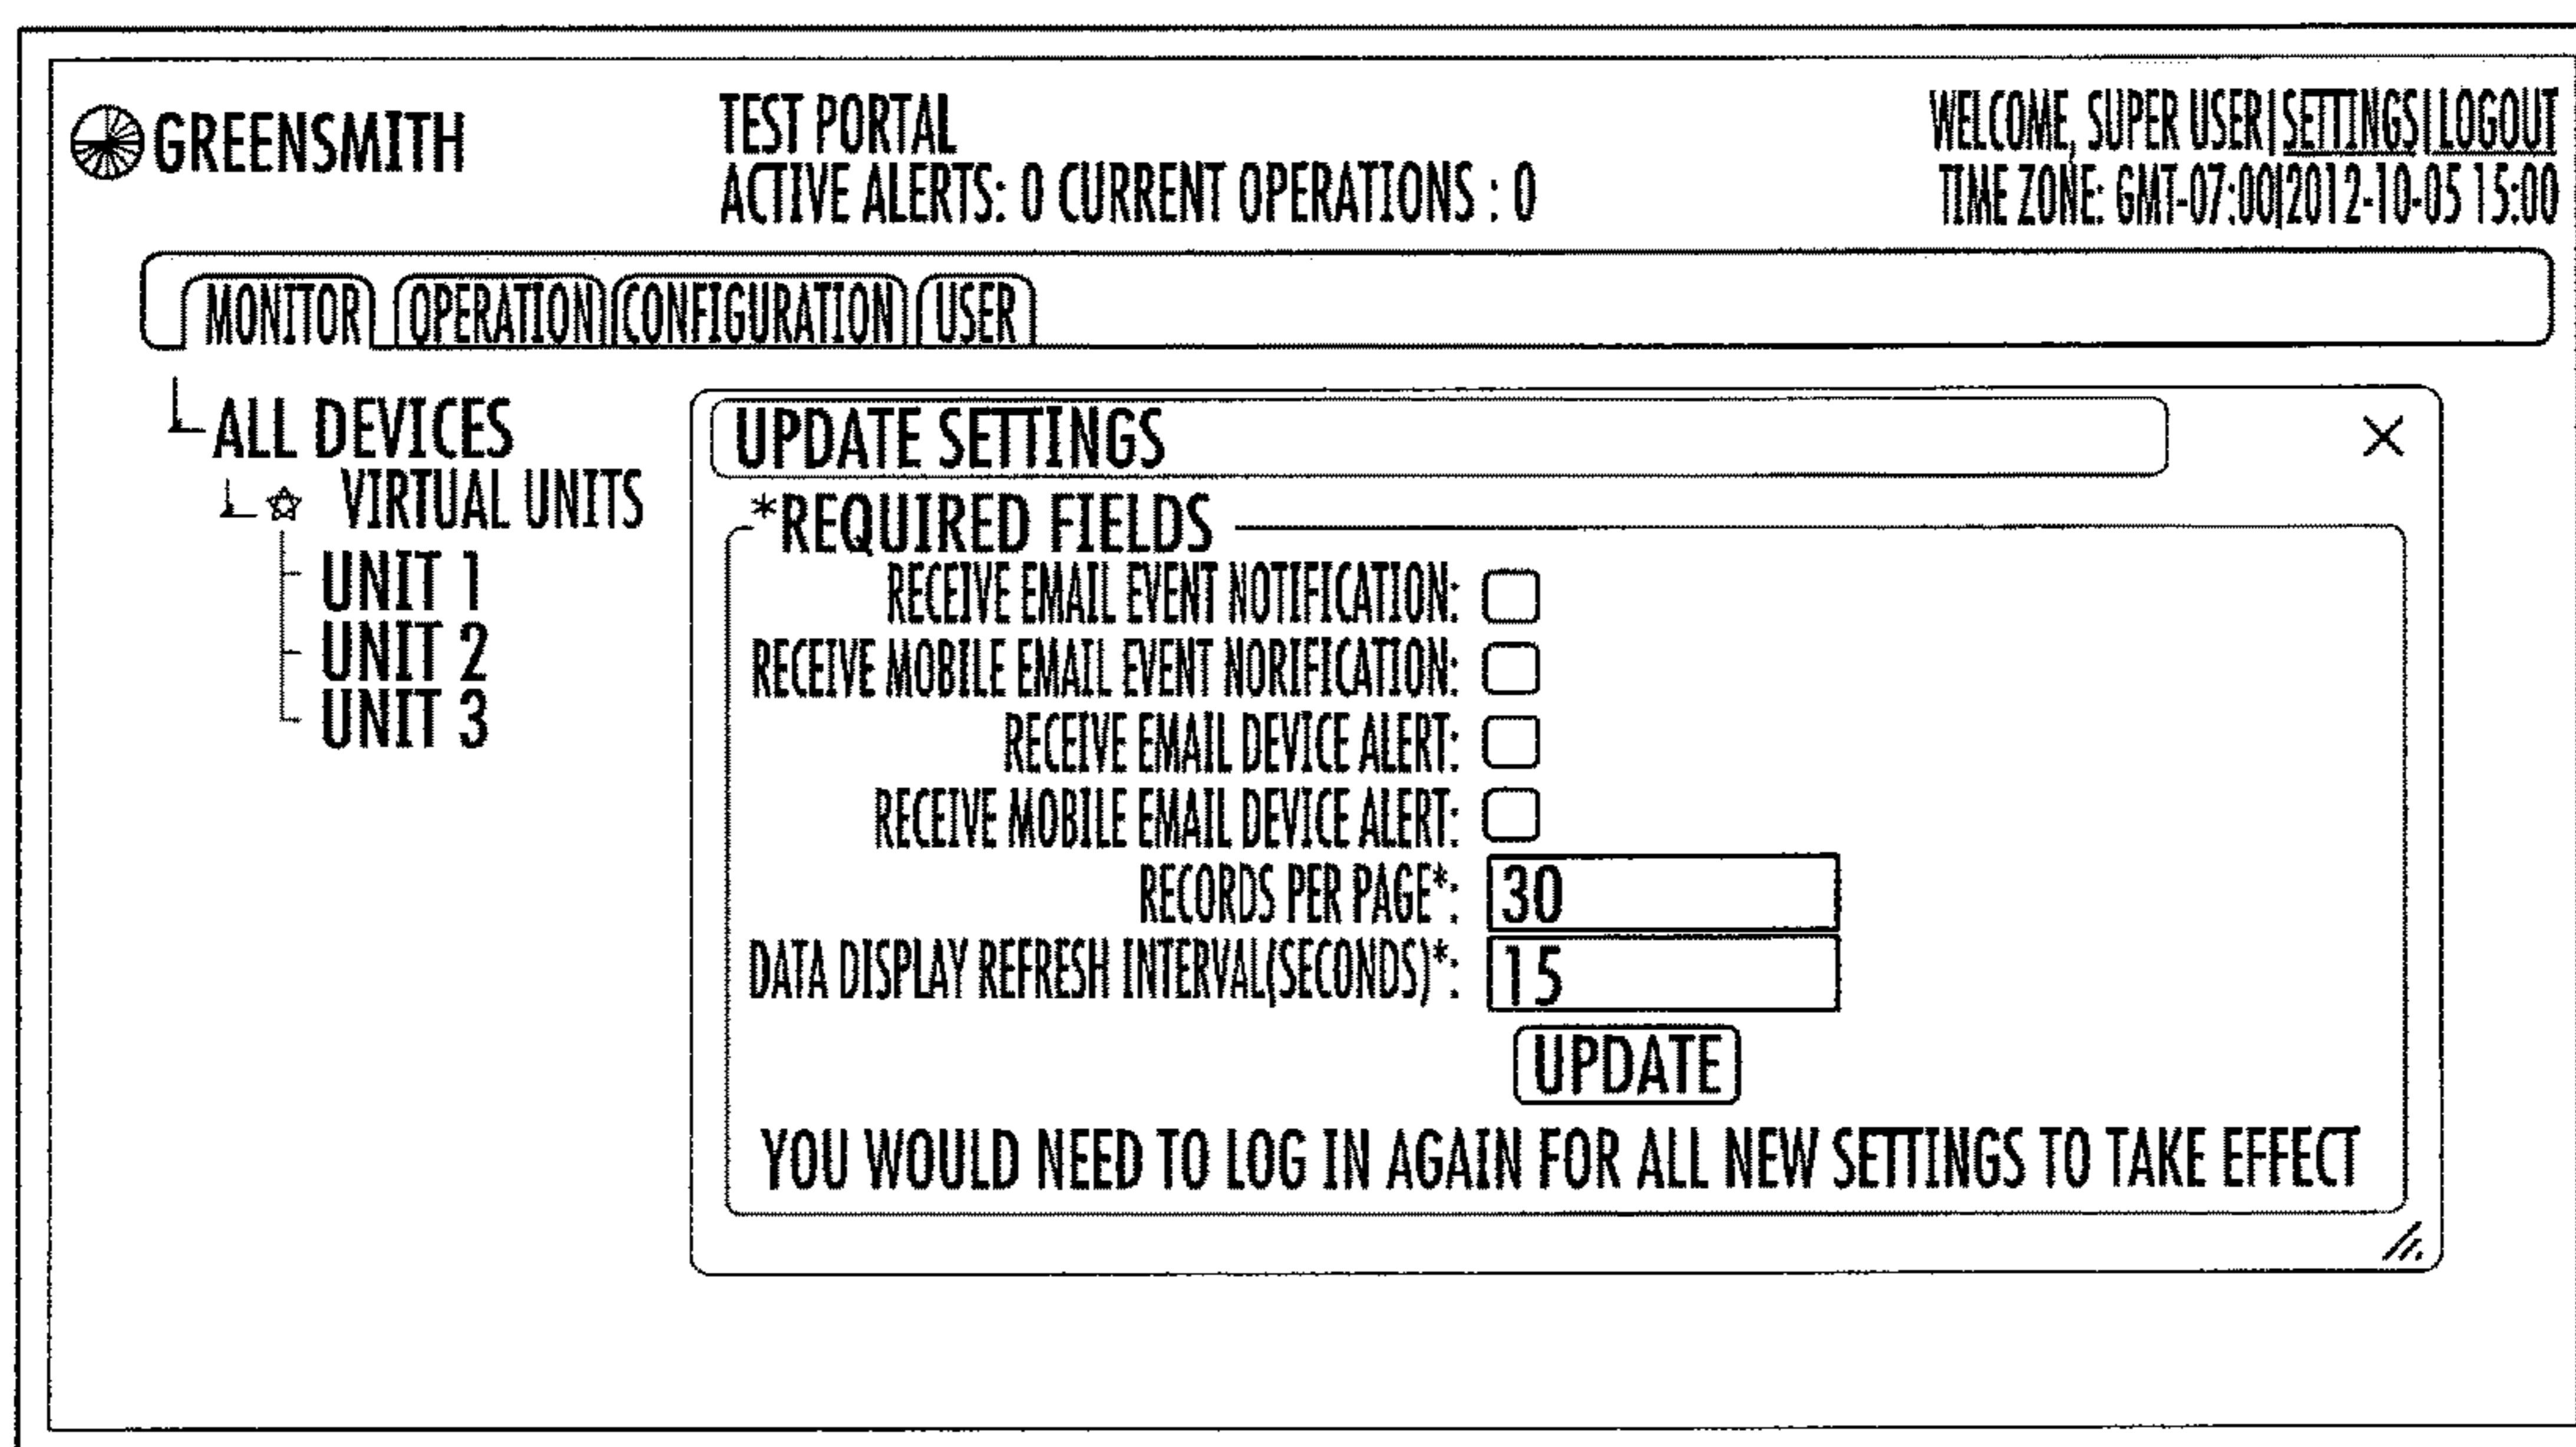 GREENSMITH
TEST PORTAL
ACTIVE ALERTS: 0 CURRENT OPERATIONS : 0
WELCOME, SUPER USER|SETTINGS|LOGOUT
TIME ZONE: GMT-07:00|2012-10-05 15:00
MONITOR OPERATION CONFIGURATION USER
ALL DEVICES
VIRTUAL UNITS
UNIT 1
UNIT 2
UNIT 3
UPDATE SETTINGS
*REQUIRED FIELDS
RECEIVE EMAIL EVENT NOTIFICATION:
RECEIVE MOBILE EMAIL EVENT NORIFICATION:
RECEIVE EMAIL DEVICE ALERT:
RECEIVE MOBILE EMAIL DEVICE ALERT:
RECORDS PER PAGE*: 30
DATA DISPLAY REFRESH INTERVAL(SECONDS)*: 15
UPDATE
YOU WOULD NEED TO LOG IN AGAIN FOR ALL NEW SETTINGS TO TAKE EFFECT